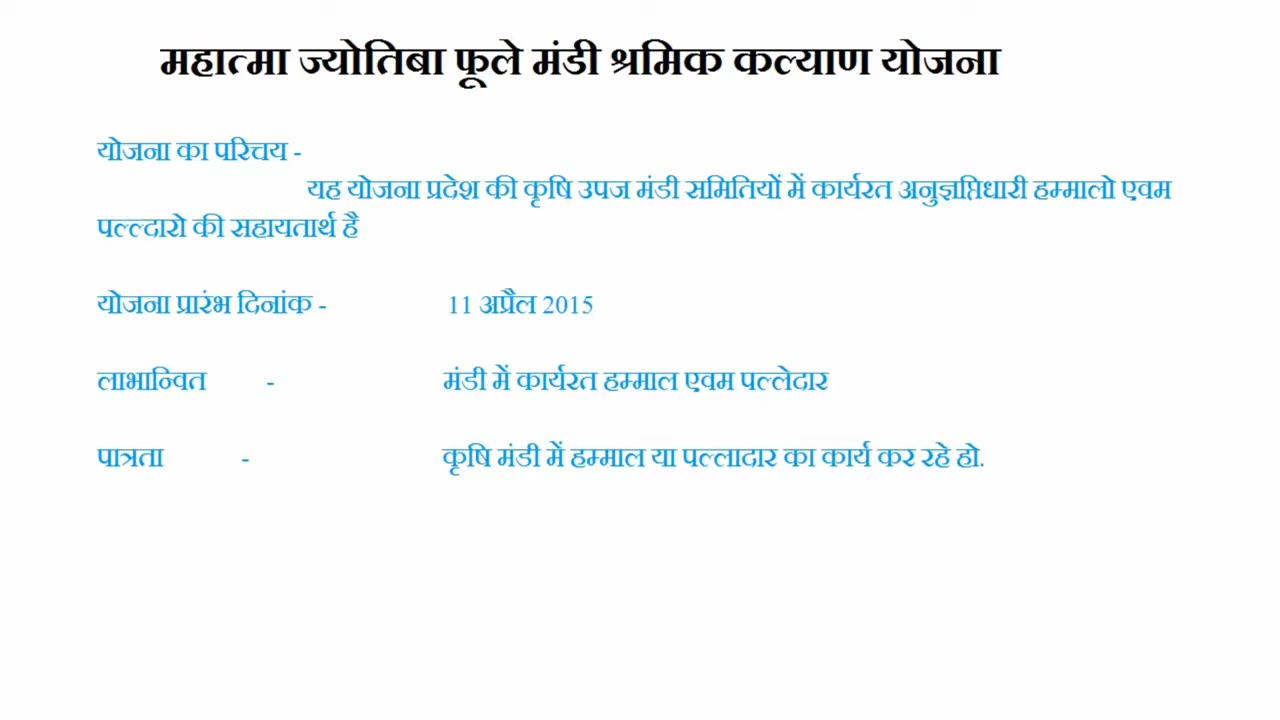 महात्मा ज्योतिबा फूले मंडी श्रमिक कल्याण योजना
योजना का परिचय -
यह योजना प्रदेश की कृषि उपज मंडी समितियों में कार्यरत अनुज्ञप्तिधारी हम्मालो एवम
पल्ल्दारो की सहायतार्थ है
योजना प्रारंभ दिनांक - 11 अप्रैल 2015
लाभान्वित - मंडी में कार्यरत हम्माल एवम पल्लेदार
पात्रता - कृषि मंडी में हम्माल या पल्लादार का कार्य कर रहे हो.